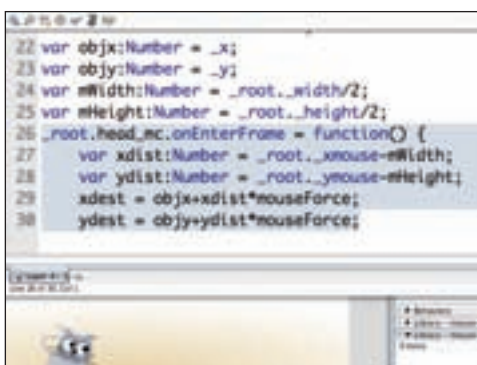 22 var objx:Number = _x;
23 var objy:Number = _y;
24 var mWidth:Number = _root._width/2;
25 var mHeight:Number = _root._height/2;
26 _root.head_mc.onEnterFrame = function() {
27 var xdist:Number = _root._xmouse-mWidth;
28 var ydist:Number = _root._ymouse-mHeight;
29 xdest = objx+xdist*mouseForce;
30 ydest = objy+ydist*mouseForce;